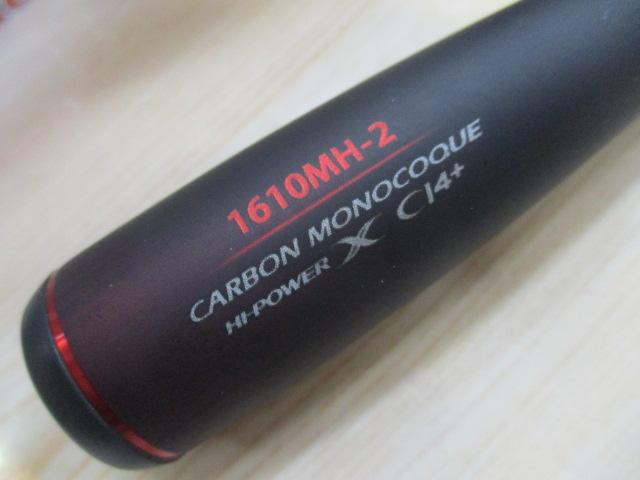 1610MH-2
CARBON MONOCOQUE
HI-POWER X CI4+